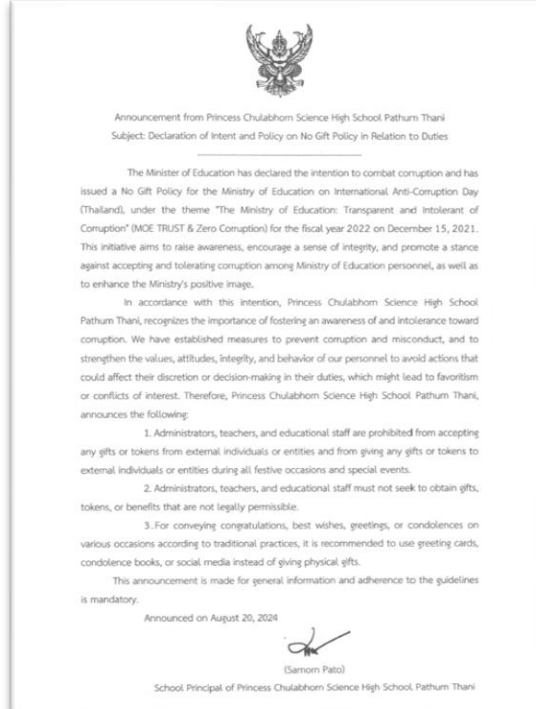 Announcement from Princess Chulabhorn Science High School Pathum Thani
Subject: Declaration of Intent and Policy on No Gift Policy in Relation to Duties
The Minister of Education has declared the intention to combat corruption and has
issued a No Gift Policy for the Ministry of Education on International Anti-Corruption Day
(Thailand), under the theme "The Ministry of Education: Transparent and Intolerant of
Corruption" (MOE TRUST & Zero Corruption) for the fiscal year 2022 on December 15, 2021.
This initiative aims to raise awareness, encourage a sense of integrity, and promote a stance
against accepting and tolerating corruption among Ministry of Education personnel, as well as
to enhance the Ministry's positive image.
In accordance with this intention, Princess Chulabhorn Science High School
Pathum Thani, recognizes the importance of fostering an awareness of and intolerance toward
corruption. We have established measures to prevent corruption and misconduct, and to
strengthen the values, attitudes, integrity, and behavior of our personnel to avoid actions that
could affect their discretion or decision-making in their duties, which might lead to favoritism
or conflicts of interest. Therefore, Princess Chulabhorn Science High School Pathum Thani,
announces the following:
1. Administrators, teachers, and educational staff are prohibited from accepting
any gifts or tokens from external individuals or entities and from giving any gifts or tokens to
external individuals or entities during all festive occasions and special events.
2. Administrators, teachers, and educational staff must not seek to obtain gifts,
tokens, or benefits that are not legally permissible.
3. For conveying congratulations, best wishes, greetings, or condolences on
various occasions according to traditional practices, it is recommended to use greeting cards,
condolence books, or social media instead of giving physical gifts.
This announcement is made for general information and adherence to the guidelines
is mandatory.
Announced on August 20, 2024
(Samorn Pato)
School Principal of Princess Chulabhorn Science High School Pathum Thani